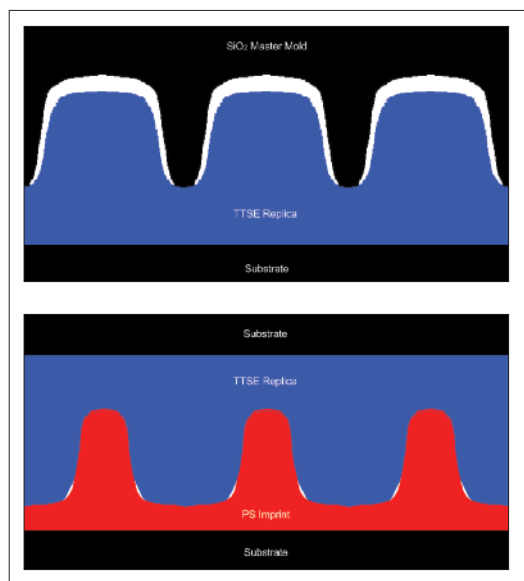 SiO₂ Master Mold
TTSE Replica
Substrate
Substrate
TTSE Replica
PS Imprint
Substrate